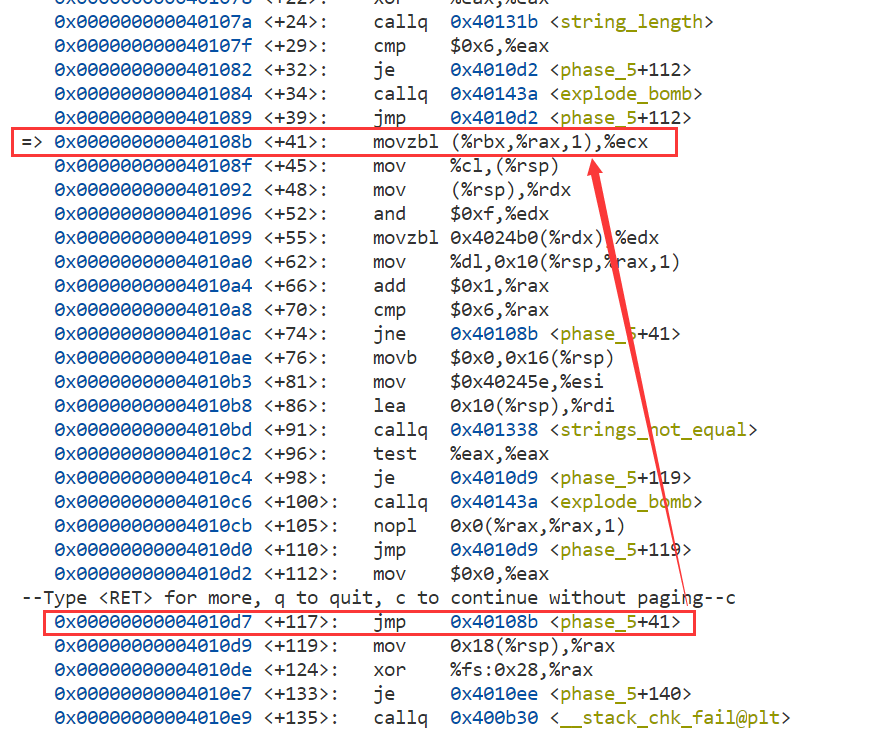 0x000000000040107a <+24>: callq 0x40131b <string_length>
0x000000000040107f <+29>: cmp $0x6,%eax
0x0000000000401082 <+32>: je 0x4010d2 <phase_5+112>
0x0000000000401084 <+34>: callq 0x40143a <explode_bomb>
0x0000000000401089 <+39>: jmp 0x4010d2 <phase_5+112>
=> 0x000000000040108b <+41>: movzbl (%rbx,%rax,1),%ecx
0x000000000040108f <+45>: mov %cl,(%rsp)
0x0000000000401092 <+48>: mov (%rsp),%rdx
0x0000000000401096 <+52>: and $0xf,%edx
0x0000000000401099 <+55>: movzbl 0x4024b0(%rdx),%edx
0x00000000004010a0 <+62>: mov %dl,0x10(%rsp,%rax,1)
0x00000000004010a4 <+66>: add $0x1,%rax
0x00000000004010a8 <+70>: cmp $0x6,%rax
0x00000000004010ac <+74>: jne 0x40108b <phase_5+41>
0x00000000004010ae <+76>: movb $0x0,0x16(%rsp)
0x00000000004010b3 <+81>: mov $0x40245e,%esi
0x00000000004010b8 <+86>: lea 0x10(%rsp),%rdi
0x00000000004010bd <+91>: callq 0x401338 <strings_not_equal>
0x00000000004010c2 <+96>: test %eax,%eax
0x00000000004010c4 <+98>: je 0x4010d9 <phase_5+119>
0x00000000004010c6 <+100>: callq 0x40143a <explode_bomb>
0x00000000004010cb <+105>: nopl 0x0(%rax,%rax,1)
0x00000000004010d0 <+110>: jmp 0x4010d9 <phase_5+119>
0x00000000004010d2 <+112>: mov $0x0,%eax
--Type <RET> for more, q to quit, c to continue without paging--c
0x00000000004010d7 <+117>: jmp 0x40108b <phase_5+41>
0x00000000004010d9 <+119>: mov 0x18(%rsp),%rax
0x00000000004010de <+124>: xor %fs:0x28,%rax
0x00000000004010e7 <+133>: je 0x4010ee <phase_5+140>
0x00000000004010e9 <+135>: callq 0x400b30 <__stack_chk_fail@plt>